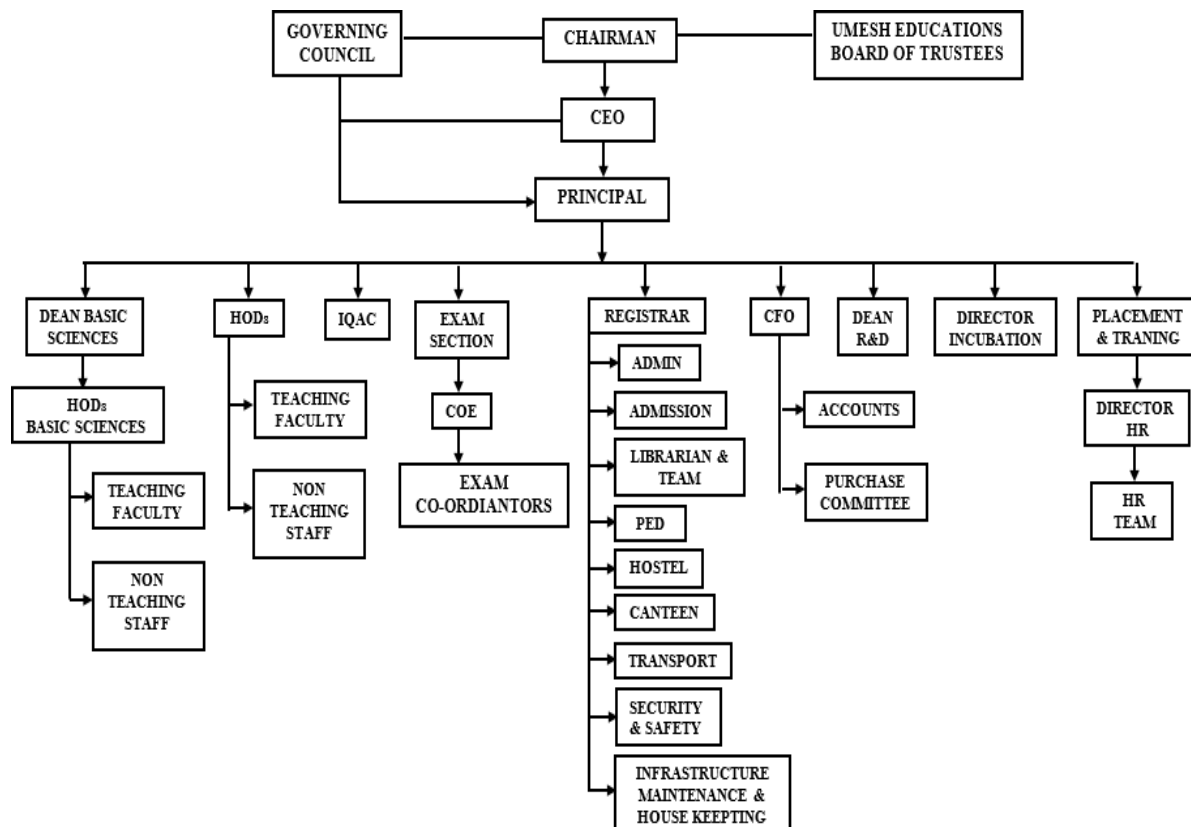 GOVERNING
COUNCIL
CHAIRMAN
UMESH EDUCATIONS
BOARD OF TRUSTEES
CEO
PRINCIPAL
DEAN BASIC
SCIENCES
HODs
IQAC
EXAM
SECTION
REGISTRAR
CFO
DEAN
R&D
DIRECTOR
INCUBATION
PLACEMENT
& TRANING
HODs
BASIC SCIENCES
TEACHING
FACULTY
NON
TEACHING
STAFF
TEACHING
FACULTY
NON
TEACHING
STAFF
COE
EXAM
CO-ORDIANTORS
ADMIN
ADMISSION
LIBRARIAN &
TEAM
PED
HOSTEL
CANTEEN
TRANSPORT
SECURITY
& SAFETY
INFRASTRUCTURE
MAINTENANCE &
HOUSE KEEPTING
ACCOUNTS
PURCHASE
COMMITTEE
DIRECTOR
HR
HR
TEAM